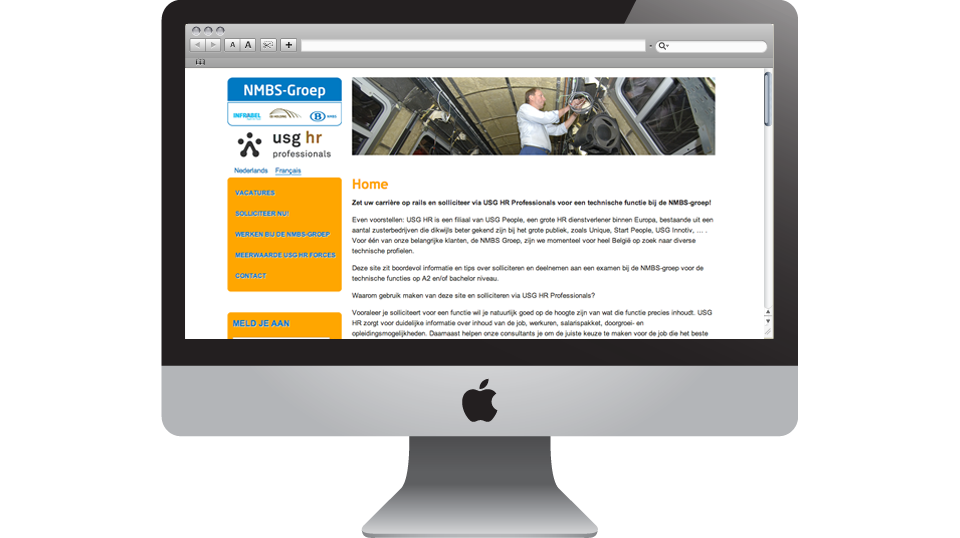 A A +
NMBS-Groep
INFRABEL
B NMBS
usg hr
professionals
Nederlands Français
VACATURES
SOLLICITEER NU!
WERKEN BIJ DE NMBS-GROEP
MEERWAARDE USG HR FORCES
CONTACT
MELD JE AAN
Home
Zet uw carrière op rails en solliciteer via USG HR Professionals voor een technische functie bij de NMBS-groep!
Even voorstellen: USG HR is een filiaal van USG People, een grote HR dienstverlener binnen Europa, bestaande uit een
aantal zusterbedrijven die dikwijls beter gekend zijn bij het grote publiek, zoals Unique, Start People, USG Innotiv, ... .
Voor één van onze belangrijke klanten, de NMBS Groep, zijn we momenteel voor heel België op zoek naar diverse
technische profielen.
Deze site zit boordevol informatie en tips over solliciteren en deelnemen aan een examen bij de NMBS-groep voor de
technische functies op A2 en/of bachelor niveau.
Waarom gebruik maken van deze site en solliciteren via USG HR Professionals?
Vooraleer je solliciteert voor een functie wil je natuurlijk goed op de hoogte zijn van wat die functie precies inhoudt. USG
HR zorgt voor duidelijke informatie over inhoud van de job, werkuren, salarispakket, doorgroei- en
opleidingsmogelijkheden. Daarnaast helpen onze consultants je om de juiste keuze te maken voor de job die het beste